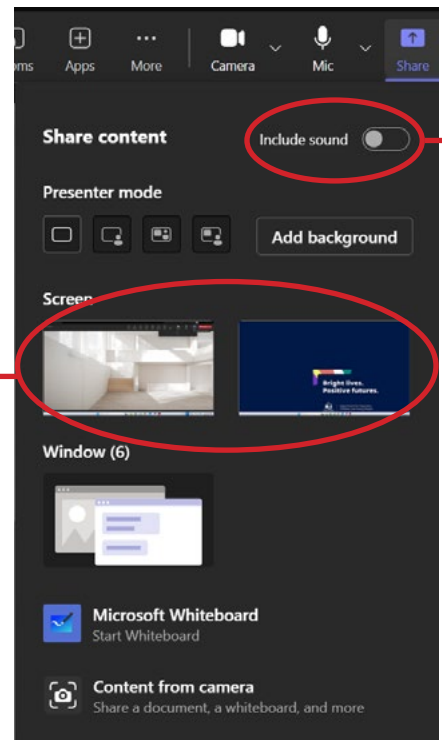 oms Apps More Camera Mic Share
Share content Include sound
Presenter mode
Add background
Screen
Bright lives.
Positive futures.
Window (6)
Microsoft Whiteboard
Start Whiteboard
Content from camera
Share a document, a whiteboard, and more